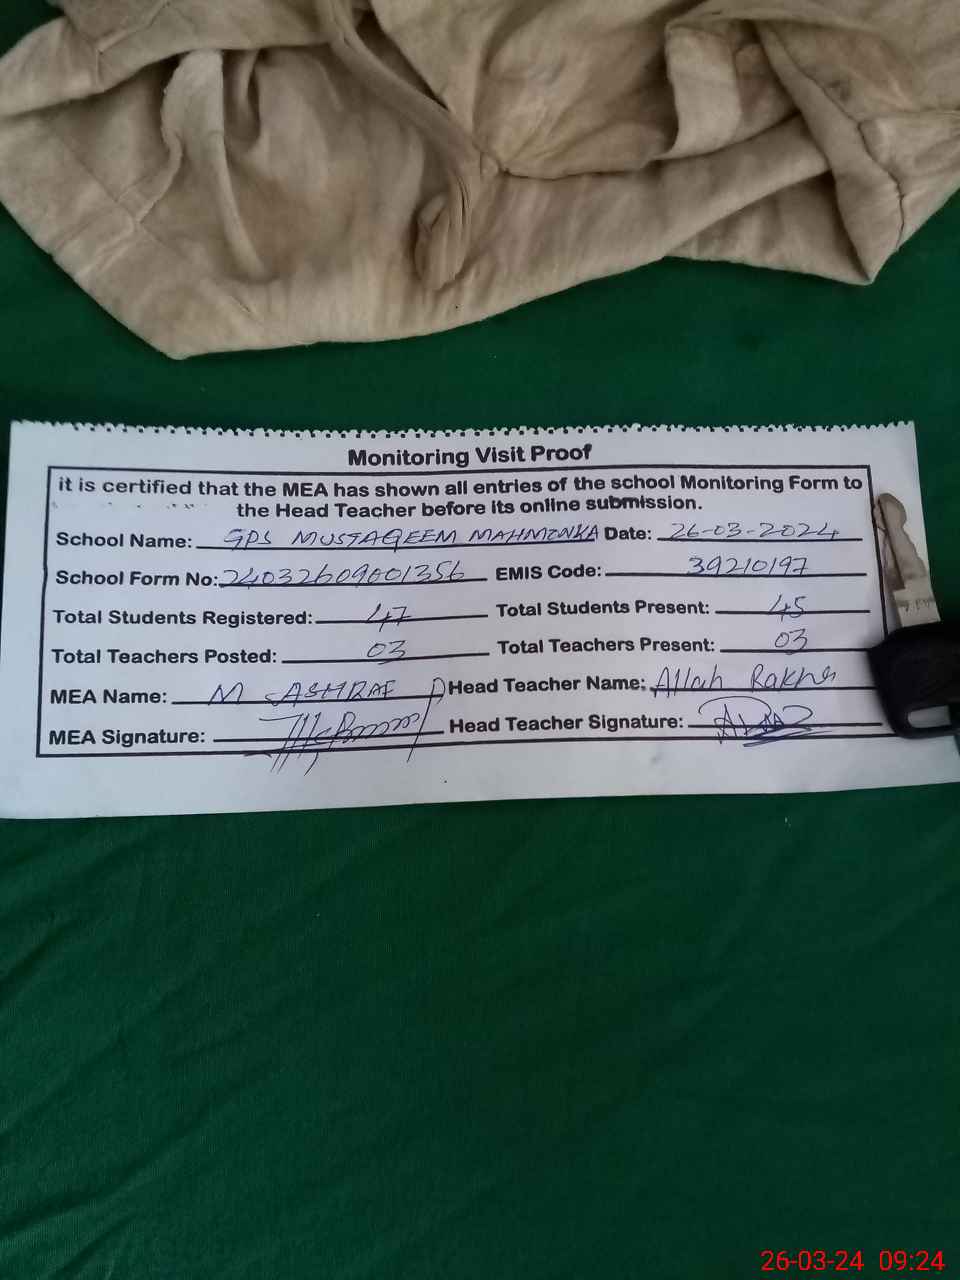 Monitoring Visit Proof
it is certified that the MEA has shown all entries of the school Monitoring Form to
the Head Teacher before its online submission.
School Name: GPS MUSTAQEEM MAHMONKA Date: 26-03-2024
School Form No: 24032609001356 EMIS Code: 39210197
Total Students Registered: 47 Total Students Present: 45
Total Teachers Posted: 03 Total Teachers Present: 03
MEA Name: M ASHRAF Head Teacher Name: Allah Rakha
MEA Signature: Head Teacher Signature:
26-03-24 09:24